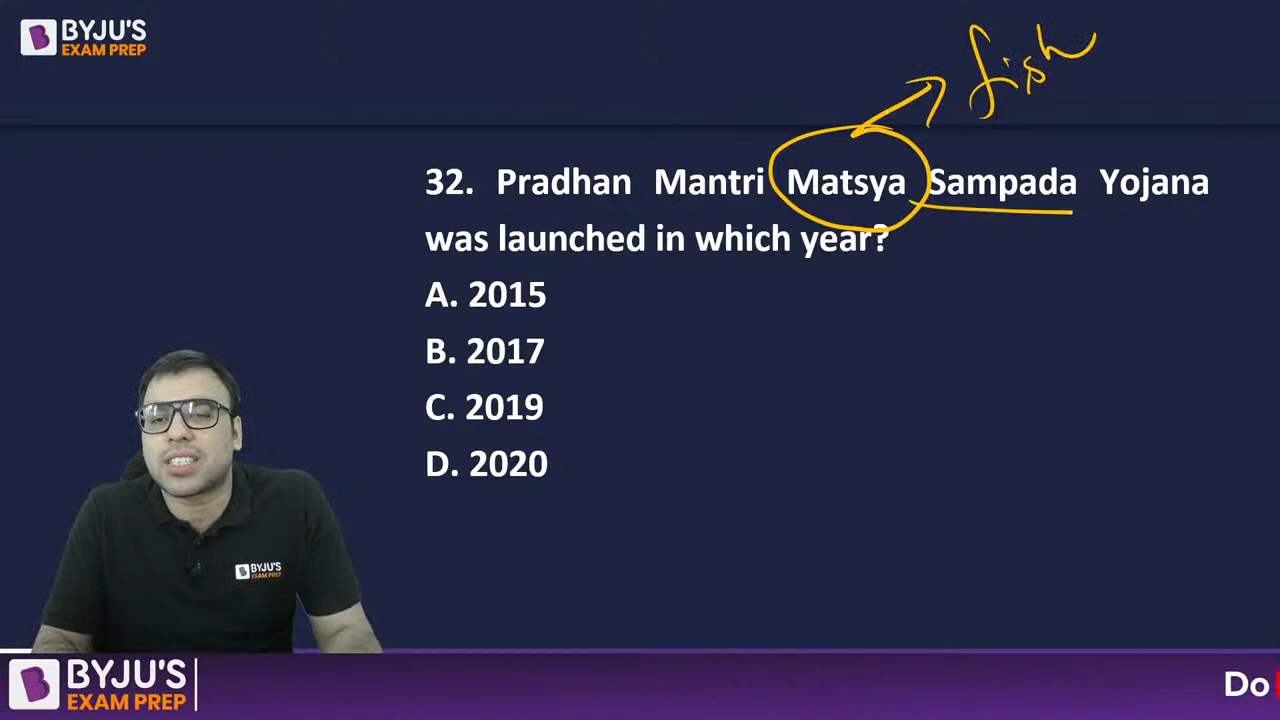 BYJU'S
EXAM PREP
fish
32. Pradhan Mantri Matsya Sampada Yojana
was launched in which year?
A. 2015
B. 2017
C. 2019
D. 2020
BYJU'S
EXAM PREP
BYJU'S
EXAM PREP
Do